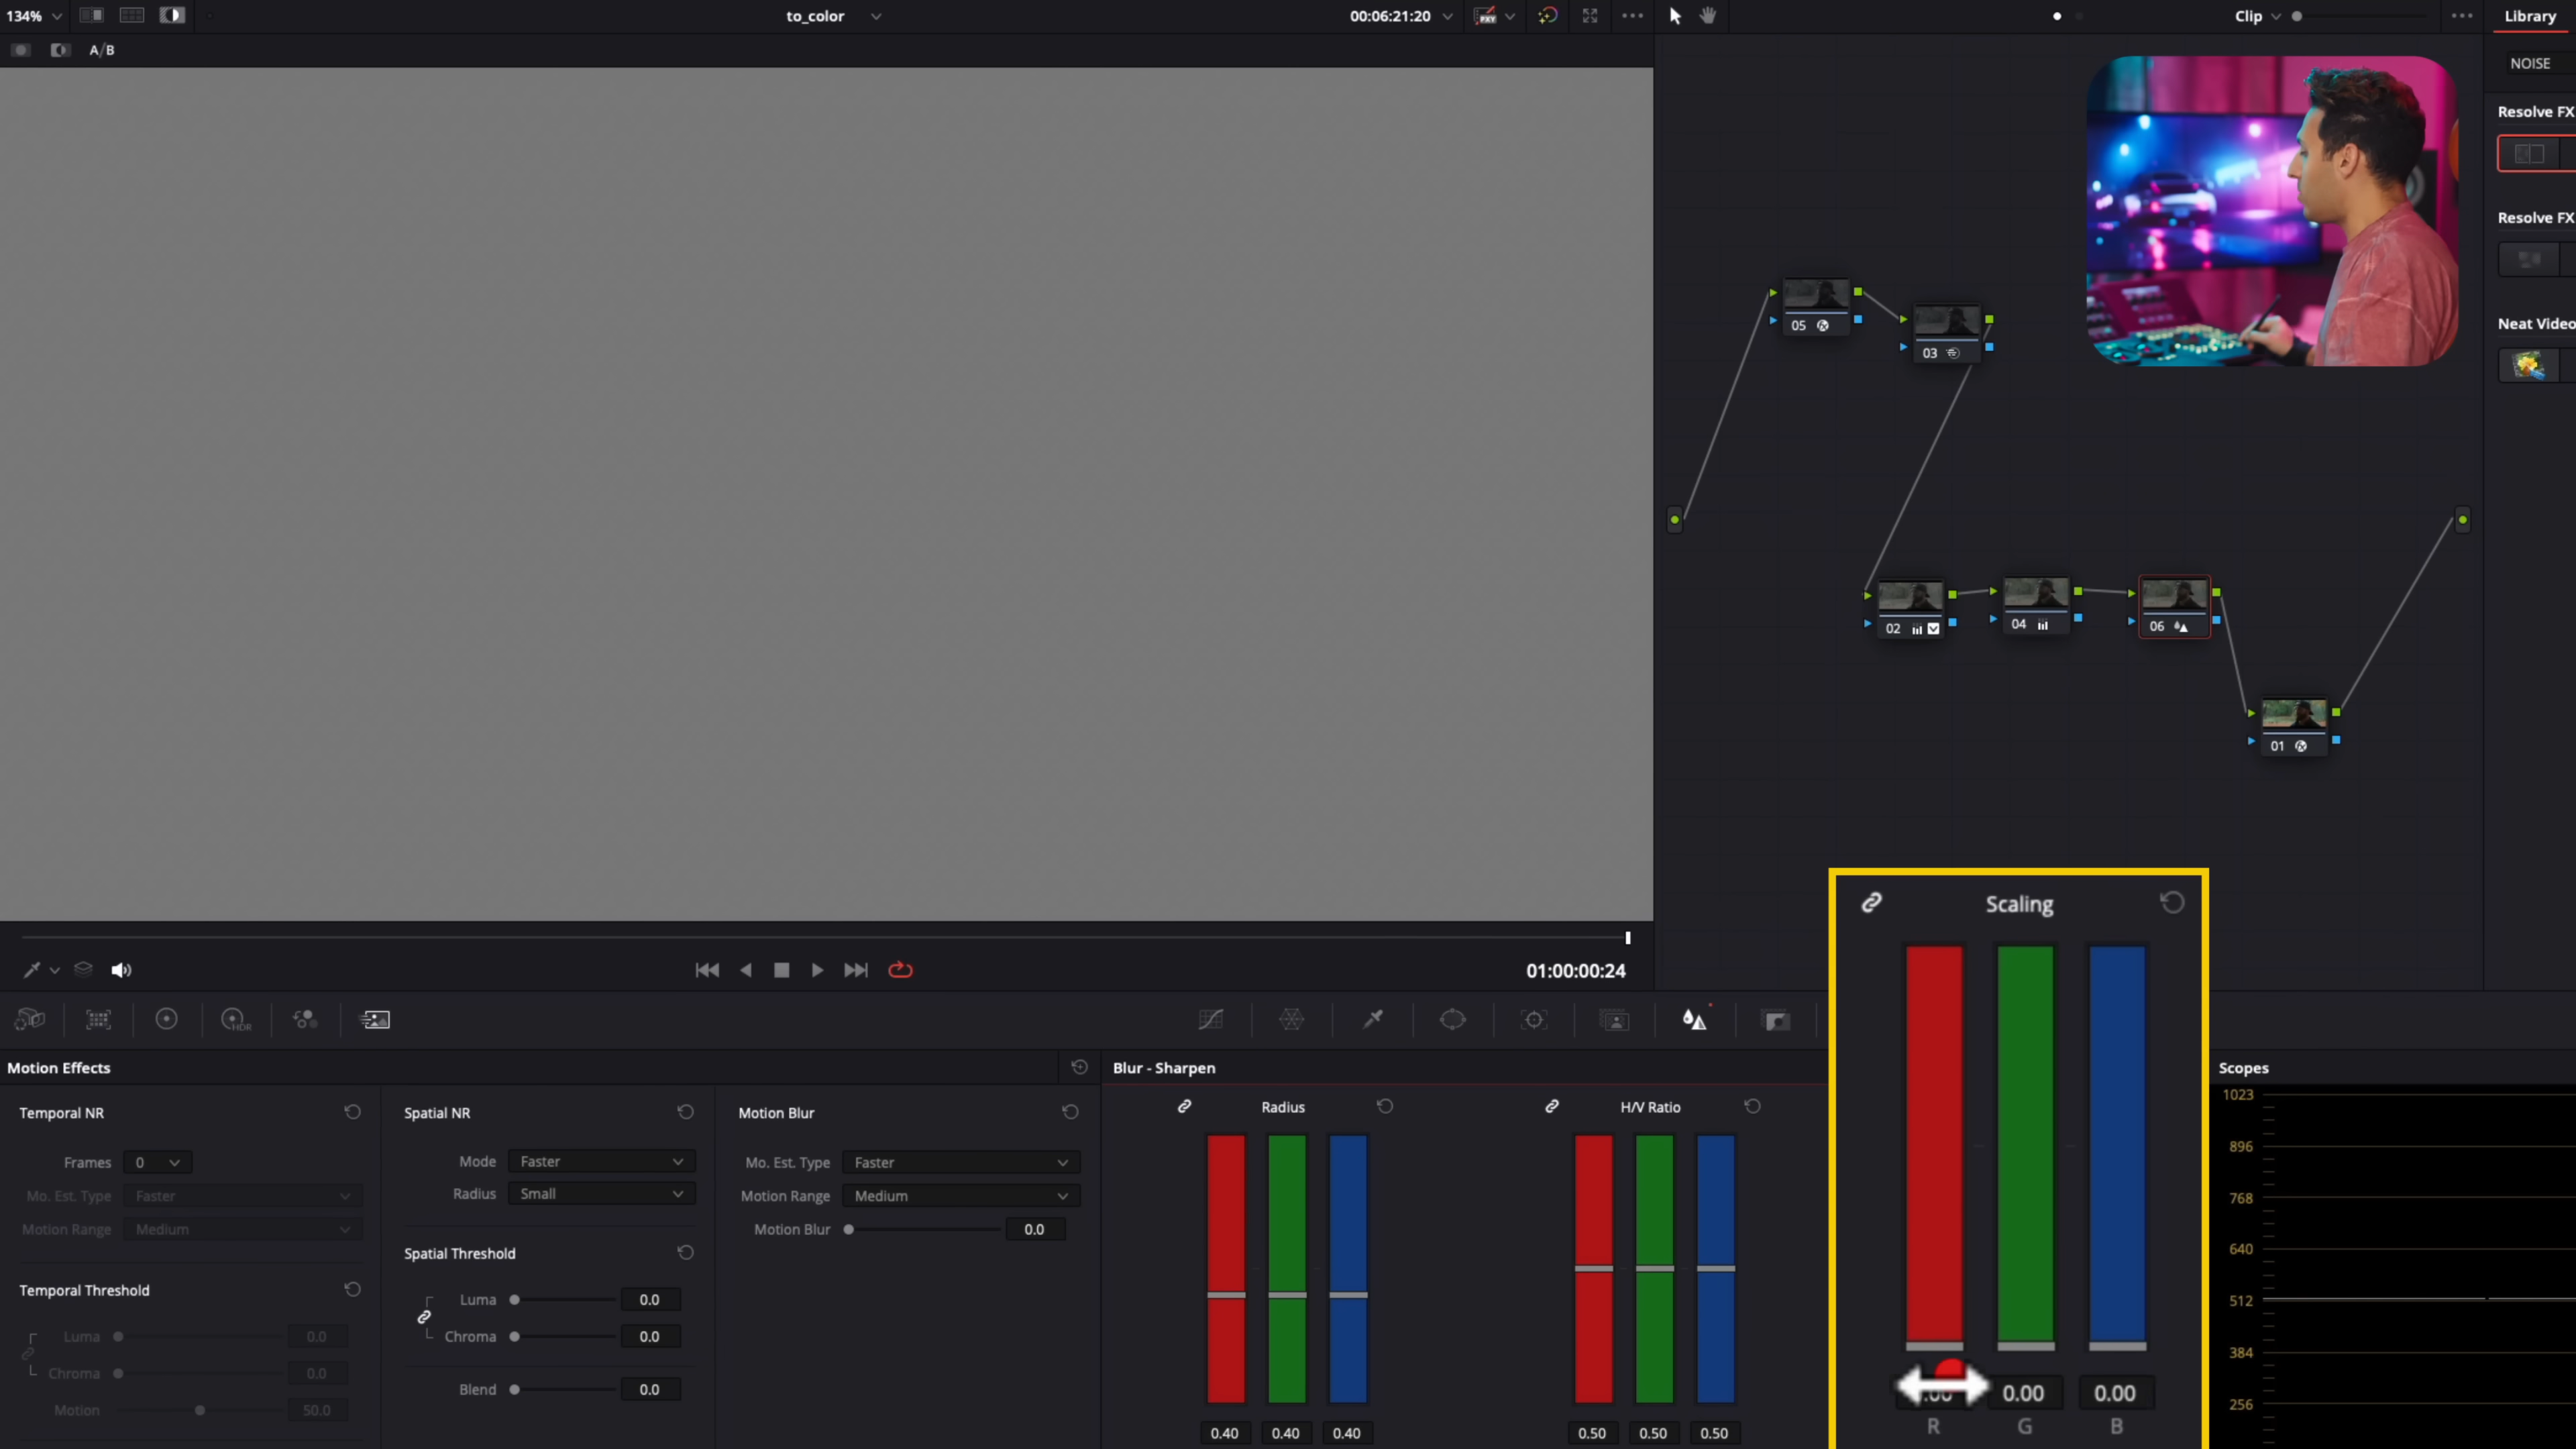 134%
to_color
00:06:21:20
Clip
Library
A/B
NOISE
Resolve FX
Resolve FX
Neat Video
05
03
02
04
06
01
01:00:00:24
HDR
Motion Effects
Temporal NR
Frames 0
Mo. Est. Type Faster
Motion Range Medium
Temporal Threshold
Luma 0.0
Chroma 0.0
Motion 50.0
Spatial NR
Mode Faster
Radius Small
Spatial Threshold
Luma 0.0
Chroma 0.0
Blend 0.0
Motion Blur
Mo. Est. Type Faster
Motion Range Medium
Motion Blur 0.0
Blur - Sharpen
Radius
0.40 0.40 0.40
H/V Ratio
0.50 0.50 0.50
Scaling
0.00 0.00
R G B
Scopes
1023
896
768
640
512
384
256